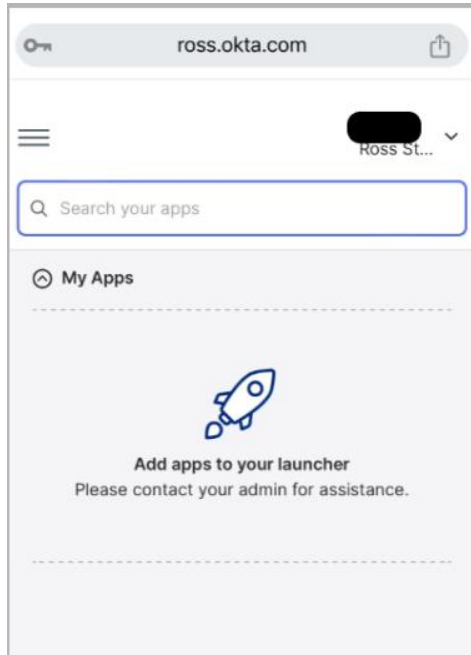 ross.okta.com
Ross St...
Search your apps
My Apps
Add apps to your launcher
Please contact your admin for assistance.